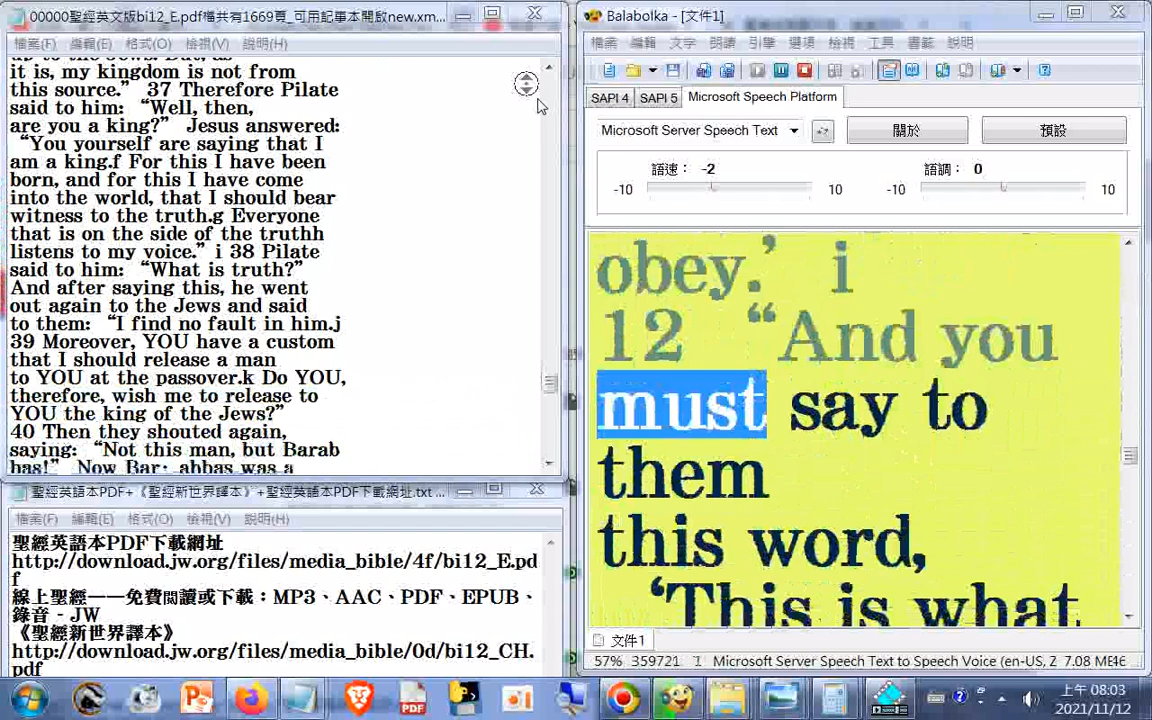 00000聖經英文版bi12_E.pdf檔共有1669頁_可用記事本開啟new.xm...
檔案(F) 編輯(E) 格式(O) 檢視(V) 說明(H)
it is, my kingdom is not from
this source.” 37 Therefore Pilate
said to him: “Well, then,
are you a king?” Jesus answered:
“You yourself are saying that I
am a king.f For this I have been
born, and for this I have come
into the world, that I should bear
witness to the truth.g Everyone
that is on the side of the truthh
listens to my voice.” i 38 Pilate
said to him: “What is truth?”
And after saying this, he went
out again to the Jews and said
to them: “I find no fault in him.j
39 Moreover, YOU have a custom
that I should release a man
to YOU at the passover.k Do YOU,
therefore, wish me to release to
YOU the king of the Jews?”
40 Then they shouted again,
saying: “Not this man, but Barab
bas!” Now Bar· abbas was a
聖經英語本PDF+《聖經新世界譯本》+聖經英語本PDF下載網址.txt ...
檔案(F) 編輯(E) 格式(O) 檢視(V) 說明(H)
聖經英語本PDF下載網址
http://download.jw.org/files/media_bible/4f/bi12_E.pd
f
線上聖經——免費閱讀或下載：MP3、AAC、PDF、EPUB、
錄音 - JW
《聖經新世界譯本》
http://download.jw.org/files/media_bible/0d/bi12_CH.
pdf
Balabolka - [文件1]
檔案 編輯 文字 朗讀 引擎 選項 檢視 工具 書籤 說明
SAPI 4 SAPI 5 Microsoft Speech Platform
Microsoft Server Speech Text 關於 預設
語速： -2 語調： 0
-10 10 -10 10
obey.’ i
12 “And you
must say to
them
this word,
‘This is what
文件1
57% 359721 Microsoft Server Speech Text to Speech Voice (en-US, Z 7.08 ME46
PDF
上午 08:03
2021/11/12